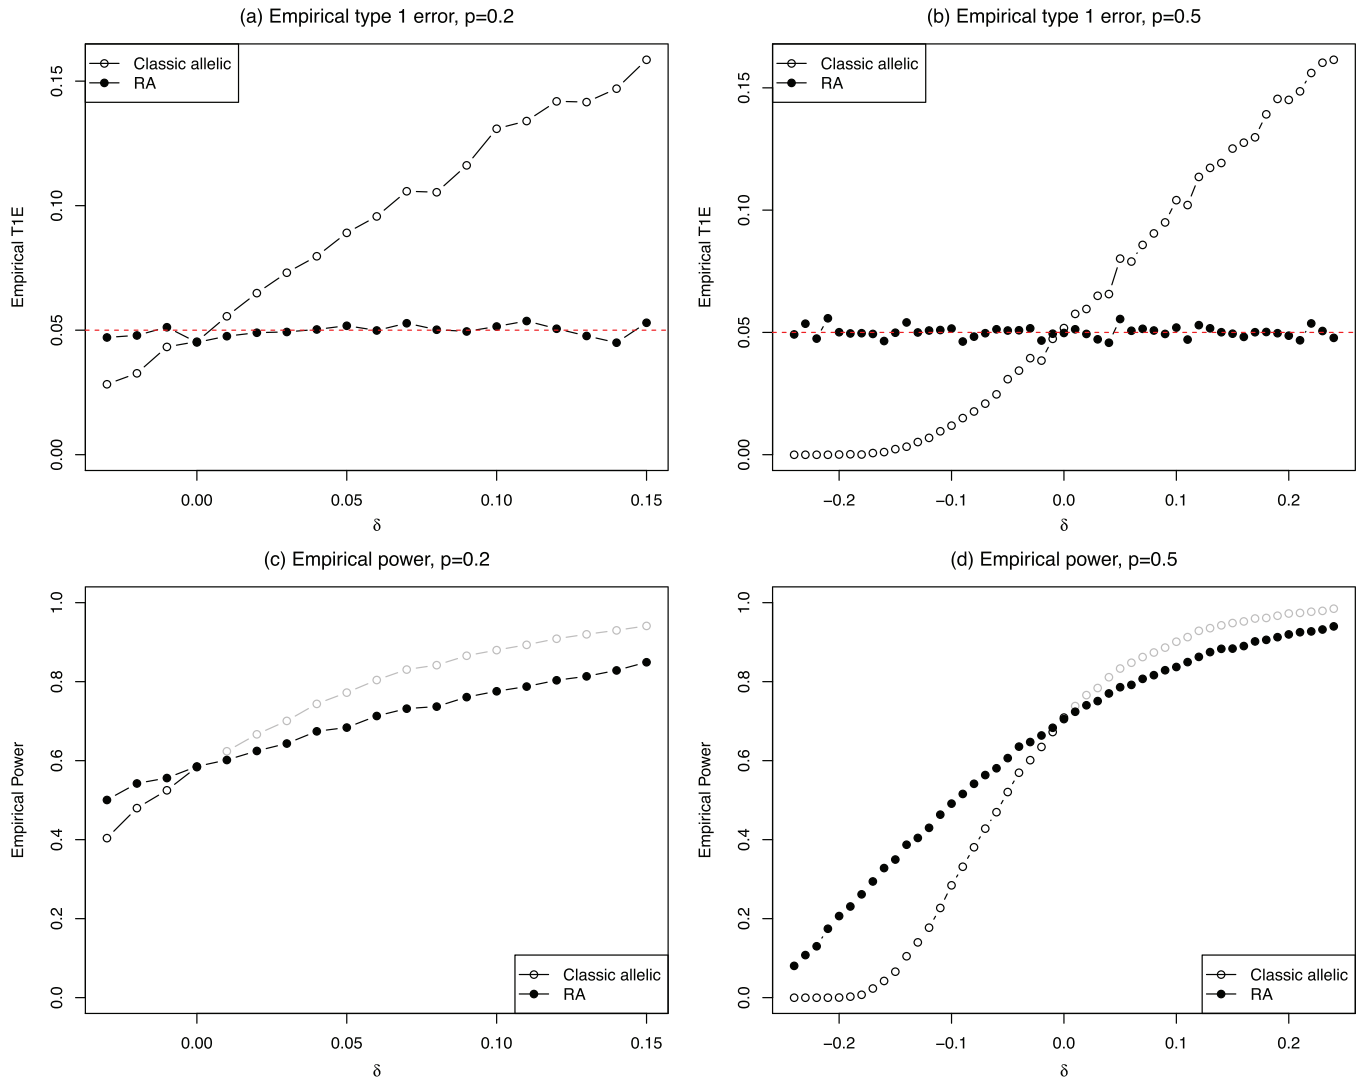 (a) Empirical type 1 error, p=0.2
Classic allelic
RA
Empirical T1E
0.15
0.10
0.05
0.00
0.00 0.05 0.10 0.15
δ
(b) Empirical type 1 error, p=0.5
Classic allelic
RA
Empirical T1E
0.15
0.10
0.05
0.00
−0.2 −0.1 0.0 0.1 0.2
δ
(c) Empirical power, p=0.2
Empirical Power
1.0
0.8
0.6
0.4
0.2
0.0
Classic allelic
RA
0.00 0.05 0.10 0.15
δ
(d) Empirical power, p=0.5
Empirical Power
1.0
0.8
0.6
0.4
0.2
0.0
Classic allelic
RA
−0.2 −0.1 0.0 0.1 0.2
δ